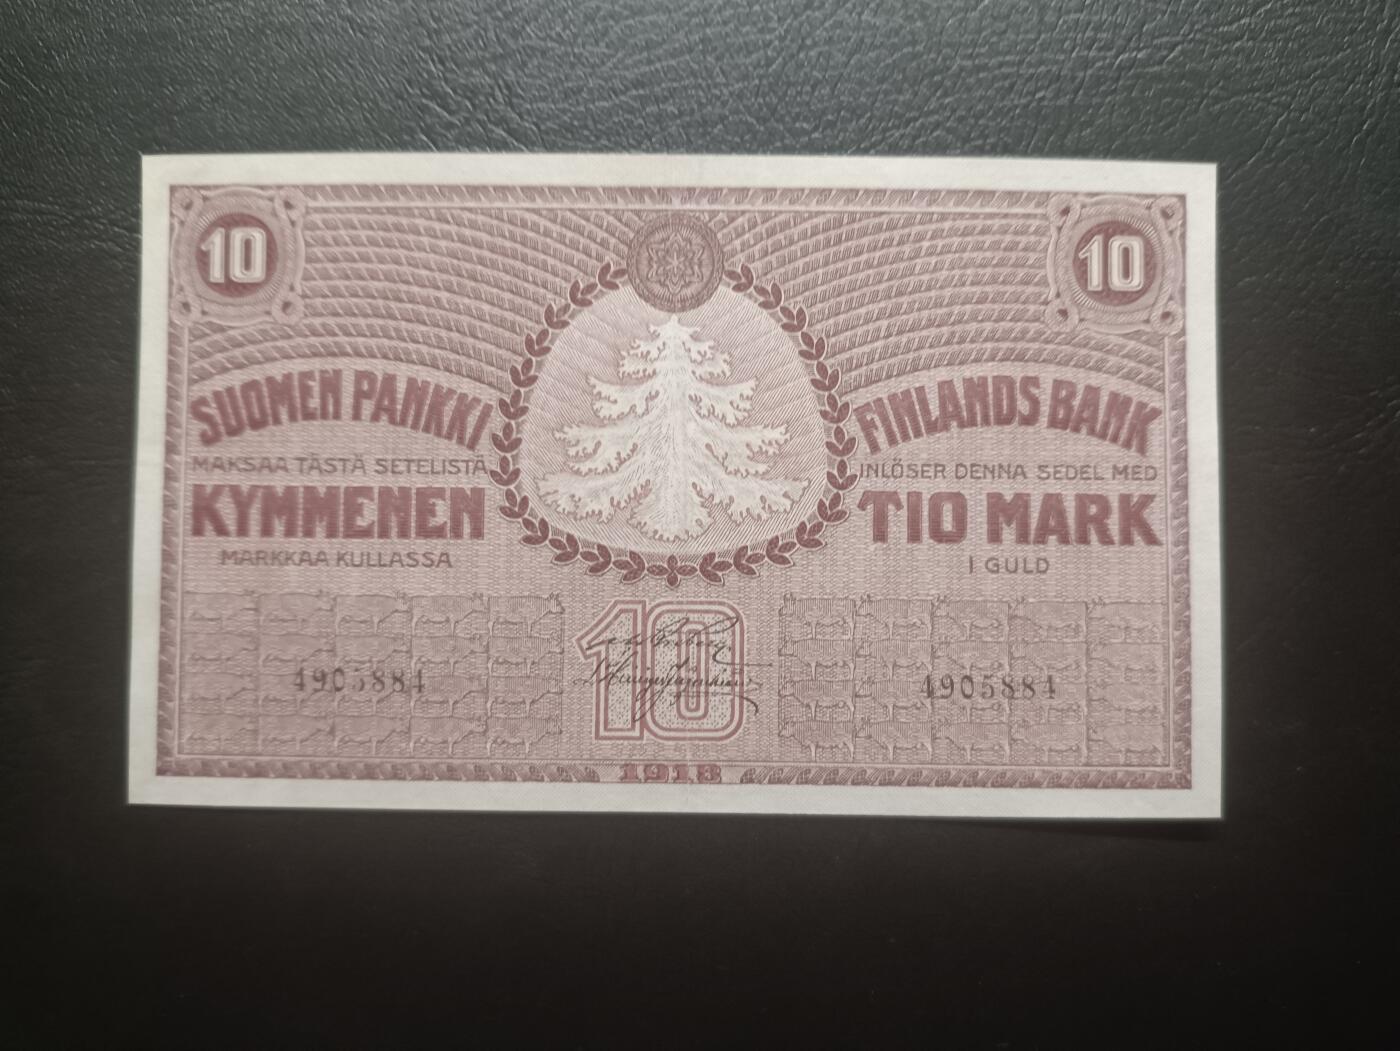 10
10
SUOMEN PANKKI
MAKSAA TÄSTÄ SETELISTÄ
KYMMENEN
MARKKAA KULLASSA
FINLANDS BANK
INLÖSER DENNA SEDEL MED
TIO MARK
I GULD
10
4905884
4905884
1918